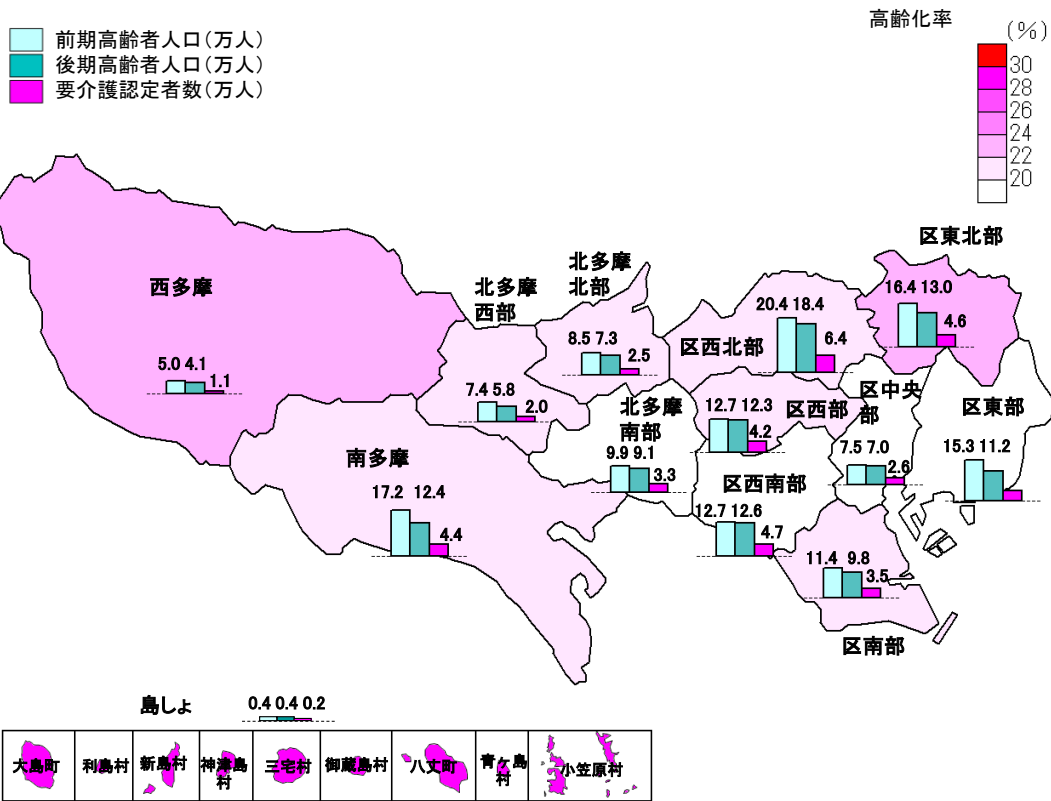 前期高齢者人口(万人)
後期高齢者人口(万人)
要介護認定者数(万人)
高齢化率
(%)
30
28
26
24
22
20
区東北部
16.4 13.0
4.6
北多摩
北部
8.5 7.3
2.5
西多摩
5.0 4.1
1.1
北多摩
西部
7.4 5.8
2.0
区西北部
20.4 18.4
6.4
区中央
部
7.5 7.0
2.6
区東部
15.3 11.2
北多摩
南部
9.9 9.1
3.3
区西部
12.7 12.3
4.2
南多摩
17.2 12.4
4.4
区西南部
12.7 12.6
4.7
11.4 9.8
3.5
区南部
島しょ
0.4 0.4 0.2
大島町
利島村
新島村
神津島
村
三宅村
御蔵島村
八丈町
青ヶ島
村
小笠原村